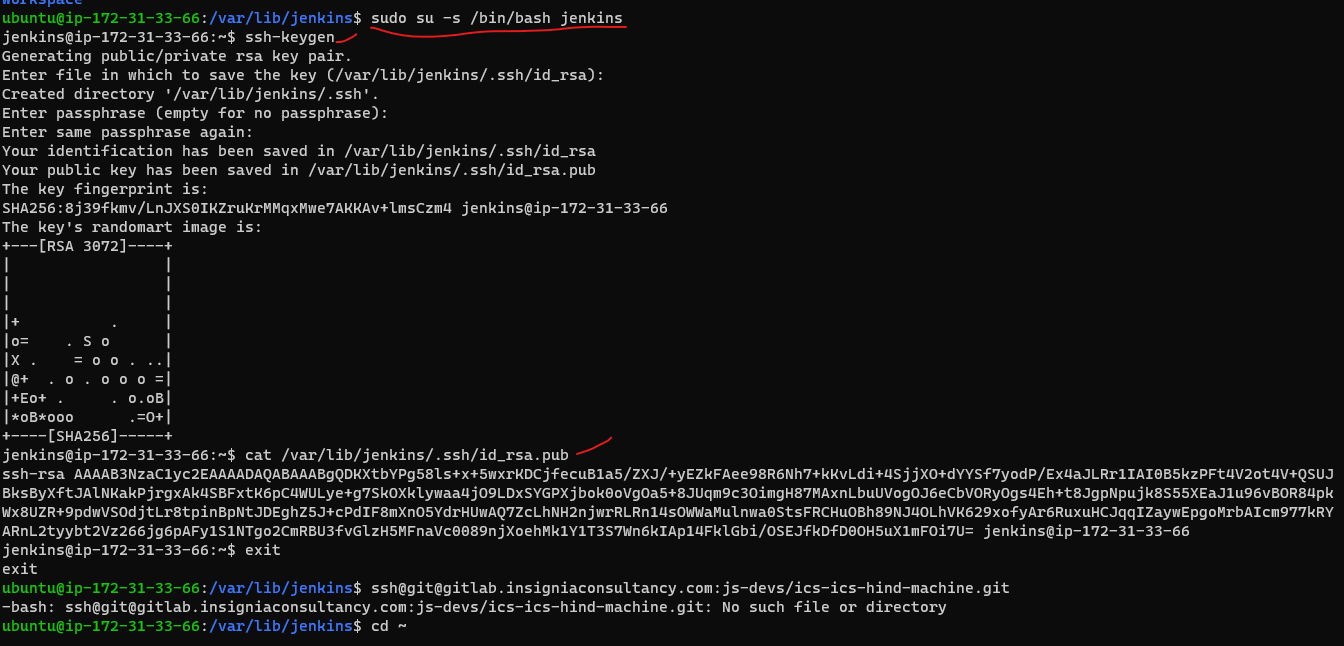 workspace
ubuntu@ip-172-31-33-66:/var/lib/jenkins$ sudo su -s /bin/bash jenkins
jenkins@ip-172-31-33-66:~$ ssh-keygen
Generating public/private rsa key pair.
Enter file in which to save the key (/var/lib/jenkins/.ssh/id_rsa):
Created directory '/var/lib/jenkins/.ssh'.
Enter passphrase (empty for no passphrase):
Enter same passphrase again:
Your identification has been saved in /var/lib/jenkins/.ssh/id_rsa
Your public key has been saved in /var/lib/jenkins/.ssh/id_rsa.pub
The key fingerprint is:
SHA256:8j39fkmv/LnJXS0IKZruKrMMqxMwe7AKKAv+lmsCzm4 jenkins@ip-172-31-33-66
The key's randomart image is:
+---[RSA 3072]----+
|                 |
|                 |
|                 |
|+          .     |
|o=    . S o      |
|X .    = o o . ..|
|@+  . o . o o o =|
|+Eo+ .     . o.oB|
|*oB*ooo      .=O+|
+----[SHA256]-----+
jenkins@ip-172-31-33-66:~$ cat /var/lib/jenkins/.ssh/id_rsa.pub
ssh-rsa AAAAB3NzaC1yc2EAAAADAQABAAABgQDKXtbYPg58ls+x+5wxrKDCjfecuB1a5/ZXJ/+yEZkFAee98R6Nh7+kKvLdi+4SjjXO+dYYSf7yodP/Ex4aJLRr1IAI0B5kzPFt4V2ot4V+QSUJ
BksByXftJAlNKakPjrgxAk4SBFxtK6pC4WULye+g7SkOXklywaa4jO9LDxSYGPXjbok0oVgOa5+8JUqm9c3OimgH87MAxnLbuUVogOJ6eCbVORyOgs4Eh+t8JgpNpujk8S55XEaJ1u96vBOR84pk
Wx8UZR+9pdwVSOdjtLr8tpinBpNtJDEghZ5J+cPdIF8mXnO5YdrHUwAQ7ZcLhNH2njwrRLRn14sOWWaMulnwa0StsFRCHuOBh89NJ4OLhVK629xofyAr6RuxuHCJqqIZaywEpgoMrbAIcm977kRY
ARnL2tyybt2Vz266jg6pAFy1S1NTgo2CmRBU3fvGlzH5MFnaVc0089njXoehMk1Y1T3S7Wn6kIAp14FklGbi/OSEJfkDfD0OH5uX1mFOi7U= jenkins@ip-172-31-33-66
jenkins@ip-172-31-33-66:~$ exit
exit
ubuntu@ip-172-31-33-66:/var/lib/jenkins$ ssh@git@gitlab.insigniaconsultancy.com:js-devs/ics-ics-hind-machine.git
-bash: ssh@git@gitlab.insigniaconsultancy.com:js-devs/ics-ics-hind-machine.git: No such file or directory
ubuntu@ip-172-31-33-66:/var/lib/jenkins$ cd ~